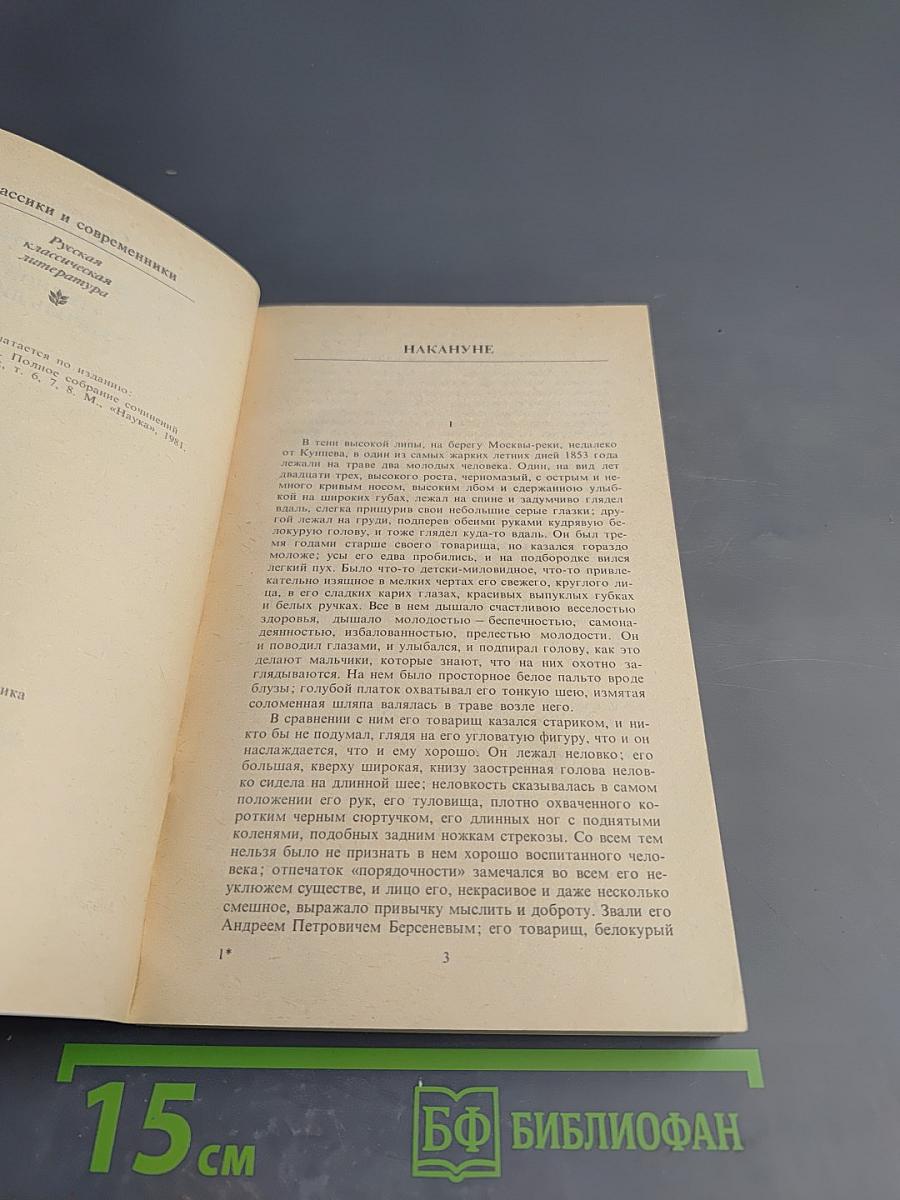 классики и современники
Русская
классическая
литература
по изданию:
Полное собрание сочинений
т. 6, 7, 8. М., «Наука», 1981.
НАКАНУНЕ
I
В тени высокой липы, на берегу Москвы-реки, недалеко
от Кунцева, в один из самых жарких летних дней 1853 года
лежали на траве два молодых человека. Один, на вид лет
двадцати трех, высокого роста, черномазый, с острым и не-
много кривым носом, высоким лбом и сдержанною улыб-
кой на широких губах, лежал на спине и задумчиво глядел
вдаль, слегка прищурив свои небольшие серые глазки; дру-
гой лежал на груди, подперев обеими руками кудрявую бе-
локурую голову, и тоже глядел куда-то вдаль. Он был тре-
мя годами старше своего товарища, но казался гораздо
моложе; усы его едва пробились, и на подбородке вился
легкий пух. Было что-то детски-миловидное, что-то привле-
кательно изящное в мелких чертах его свежего, круглого ли-
ца, в его сладких карих глазах, красивых выпуклых губках
и белых ручках. Все в нем дышало счастливою веселостью
здоровья, дышало молодостью — беспечностью, самона-
деянностью, избалованностью, прелестью молодости. Он
и поводил глазами, и улыбался, и подпирал голову, как это
делают мальчики, которые знают, что на них охотно за-
глядываются. На нем было просторное белое пальто вроде
блузы; голубой платок охватывал его тонкую шею, измятая
соломенная шляпа валялась в траве возле него.
В сравнении с ним его товарищ казался стариком, и ни-
кто бы не подумал, глядя на его угловатую фигуру, что и он
наслаждается, что и ему хорошо. Он лежал неловко; его
большая, кверху широкая, книзу заостренная голова нелов-
ко сидела на длинной шее; неловкость сказывалась в самом
положении его рук, его туловища, плотно охваченного ко-
ротким черным сюртучком, его длинных ног с поднятыми
коленями, подобных задним ножкам стрекозы. Со всем тем
нельзя было не признать в нем хорошо воспитанного чело-
века; отпечаток «порядочности» замечался во всем его не-
уклюжем существе, и лицо его, некрасивое и даже несколько
смешное, выражало привычку мыслить и доброту. Звали его
Андреем Петровичем Берсеневым; его товарищ, белокурый
1*
3
15 см
БФ БИБЛИОФАН